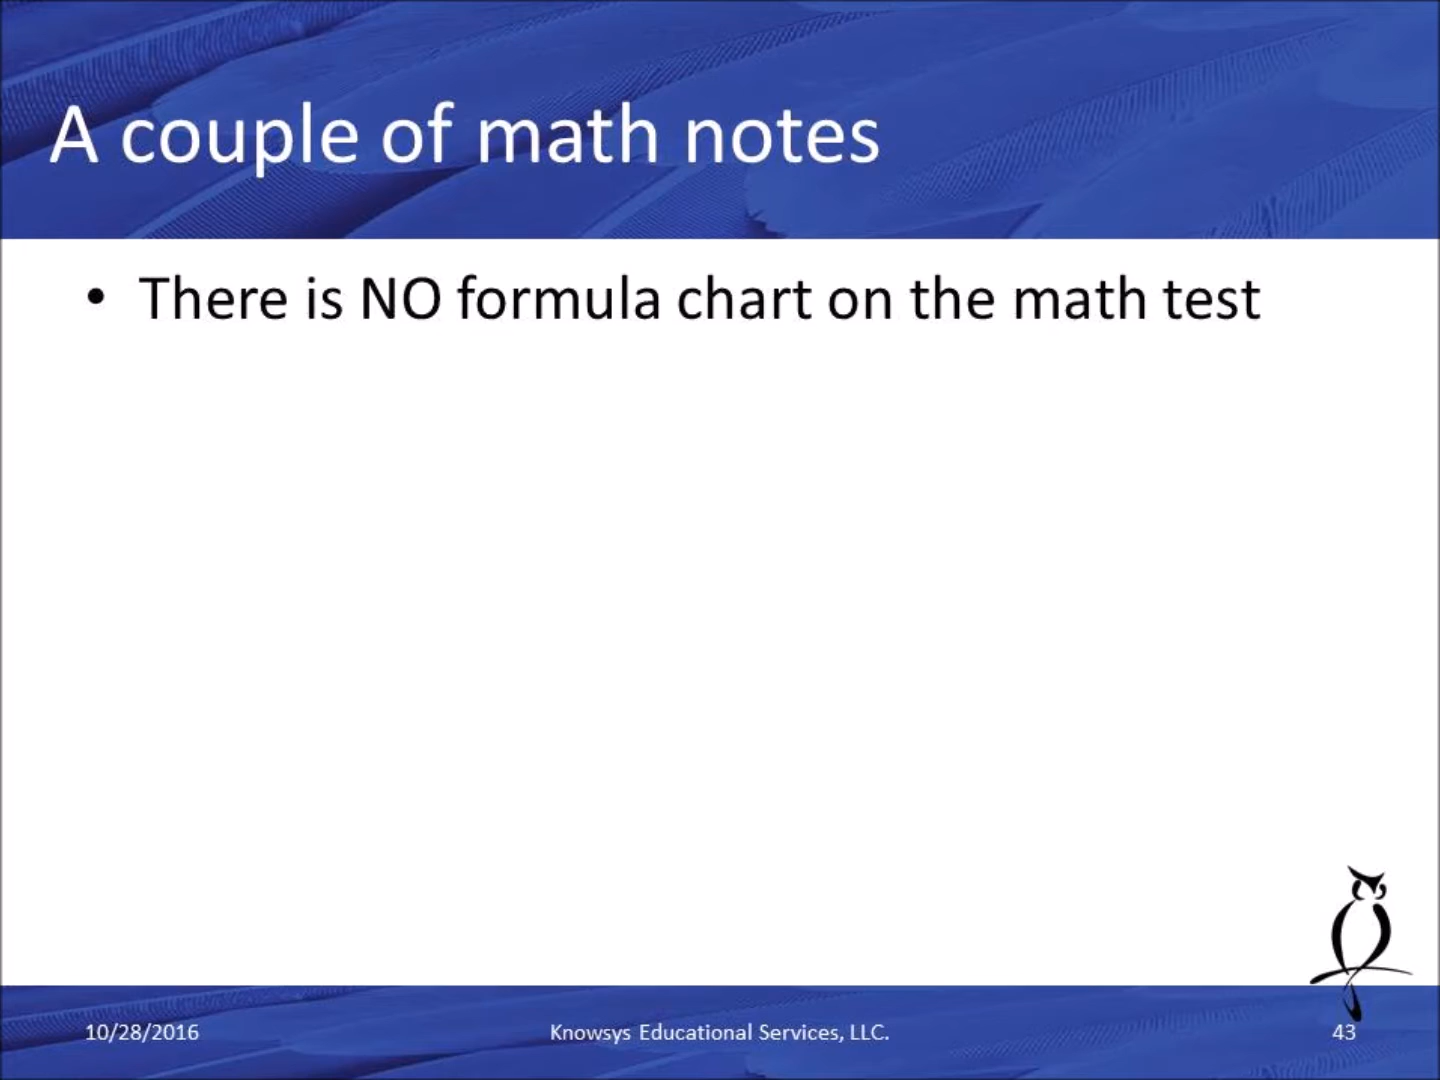 A couple of math notes
• There is NO formula chart on the math test
10/28/2016
Knowsys Educational Services, LLC.
43